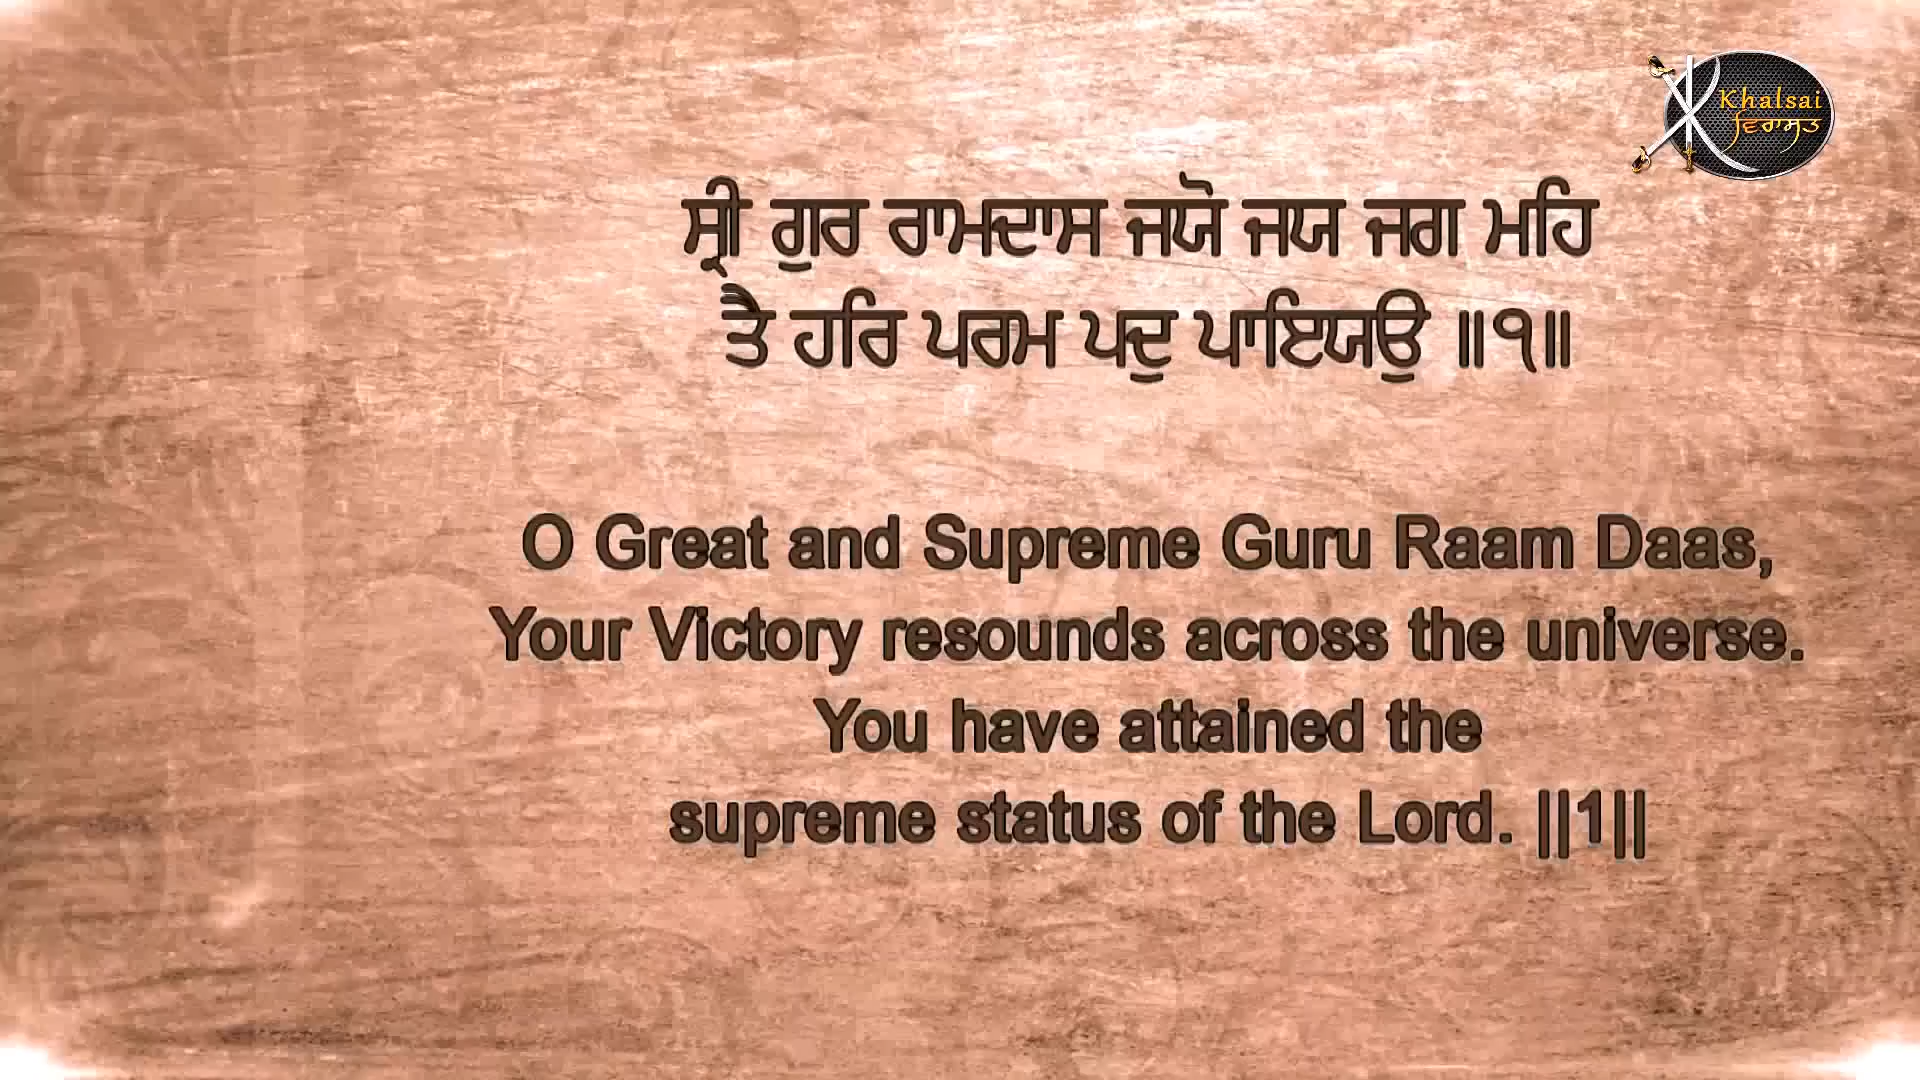 Khalsai
ਵਿਰਾਸਤ
ਸ੍ਰੀ ਗੁਰ ਰਾਮਦਾਸ ਜਯੋ ਜਯ ਜਗ ਮਹਿ
ਤੈ ਹਰਿ ਪਰਮ ਪਦੁ ਪਾਇਯਉ ॥੧॥
O Great and Supreme Guru Raam Daas,
Your Victory resounds across the universe.
You have attained the
supreme status of the Lord. ||1||